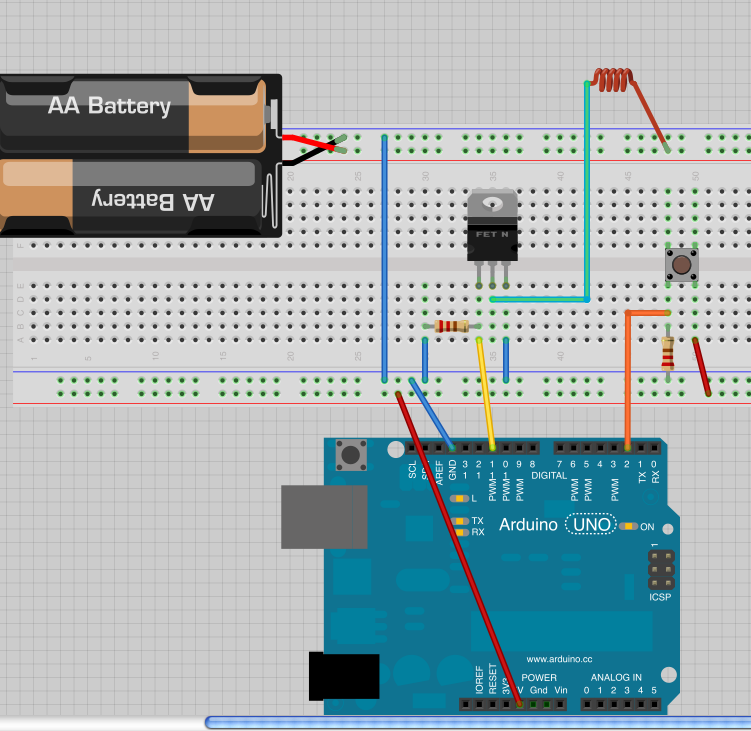 AA Battery
AA Battery
20 25 30 35 40 45 50
FET N
F
E
D
C
B
A
1 5 10 15 20 35 40
SCL AREF GND 13 12 PWM 11 PWM 10 PWM 9 8
7 PWM 6 PWM 5 4 PWM 3 2 TX 1 RX 0
DIGITAL
L
TX
RX
Arduino UNO ON
1
ICSP
www.arduino.cc
POWER ANALOG IN
IOREF RESET 3V3 V Gnd Vin 0 1 2 3 4 5